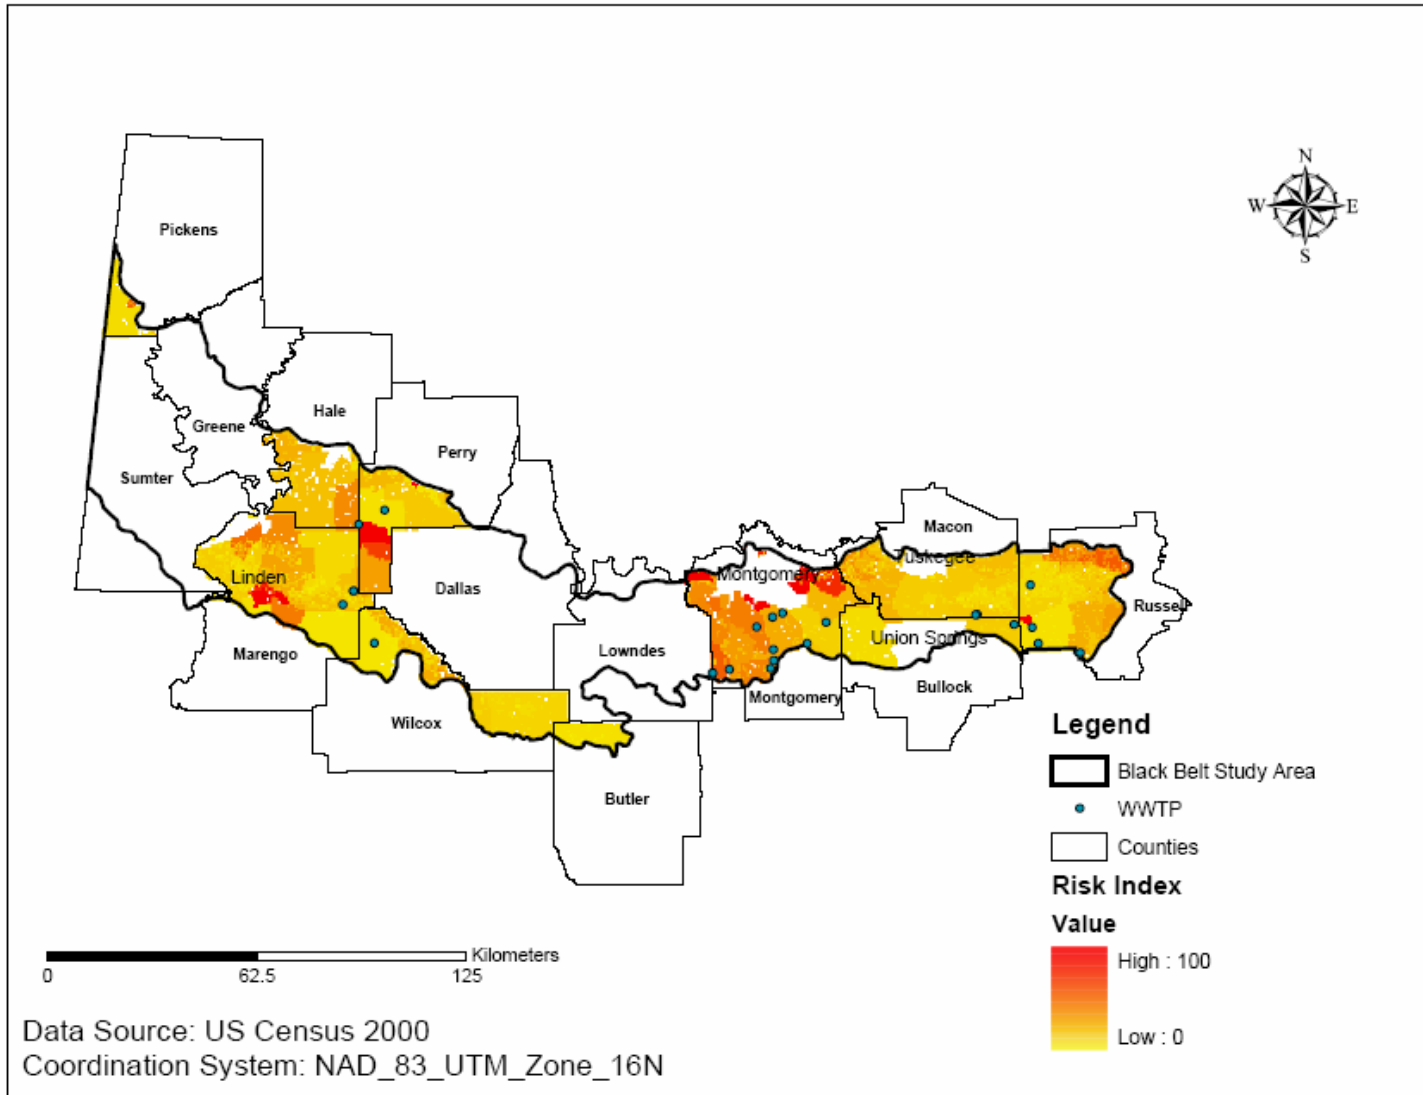 N
W E
S
Pickens
Hale
Greene
Perry
Sumter
Macon
Tuskegee
Linden
Montgomery
Dallas
Russell
Union Springs
Marengo
Lowndes
Bullock
Montgomery
Wilcox
Butler
Legend
Black Belt Study Area
WWTP
Counties
Risk Index
Value
High : 100
Low : 0
Kilometers
0 62.5 125
Data Source: US Census 2000
Coordination System: NAD_83_UTM_Zone_16N